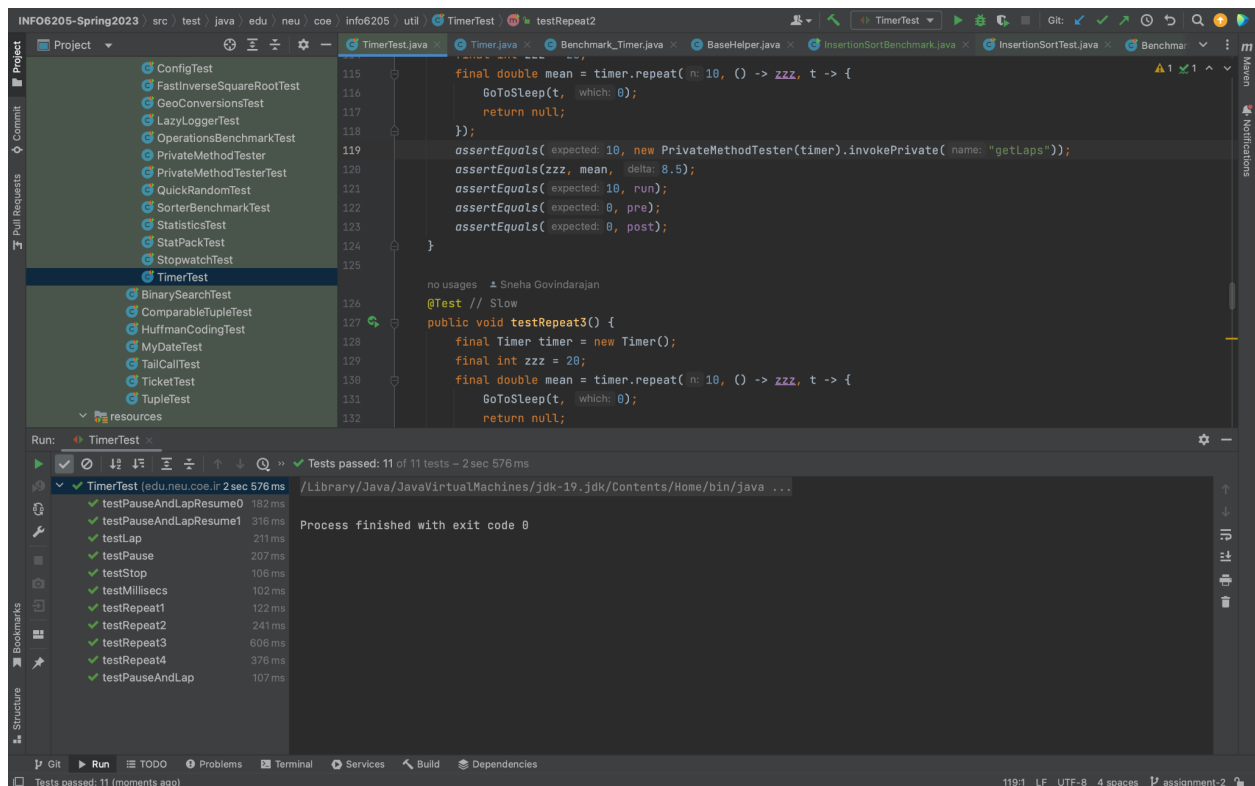 INFO6205-Spring2023 〉 src 〉 test 〉 java 〉 edu 〉 neu 〉 coe 〉 info6205 〉 util 〉 TimerTest 〉 testRepeat2
TimerTest
Git:
Project
TimerTest.java
Timer.java
Benchmark_Timer.java
BaseHelper.java
InsertionSortBenchmark.java
InsertionSortTest.java
Benchmar
Project
Commit
Pull Requests
Bookmarks
Structure
Maven
Notifications
ConfigTest
FastInverseSquareRootTest
GeoConversionsTest
LazyLoggerTest
OperationsBenchmarkTest
PrivateMethodTester
PrivateMethodTesterTest
QuickRandomTest
SorterBenchmarkTest
StatisticsTest
StatPackTest
StopwatchTest
TimerTest
BinarySearchTest
ComparableTupleTest
HuffmanCodingTest
MyDateTest
TailCallTest
TicketTest
TupleTest
resources
1 1
115 final double mean = timer.repeat( n: 10, () -> zzz, t -> {
116 GoToSleep(t, which: 0);
117 return null;
118 });
119 assertEquals( expected: 10, new PrivateMethodTester(timer).invokePrivate( name: "getLaps"));
120 assertEquals(zzz, mean, delta: 8.5);
121 assertEquals( expected: 10, run);
122 assertEquals( expected: 0, pre);
123 assertEquals( expected: 0, post);
124 }
125
no usages Sneha Govindarajan
126 @Test // Slow
127 public void testRepeat3() {
128 final Timer timer = new Timer();
129 final int zzz = 20;
130 final double mean = timer.repeat( n: 10, () -> zzz, t -> {
131 GoToSleep(t, which: 0);
132 return null;
Run: TimerTest
Tests passed: 11 of 11 tests – 2 sec 576 ms
TimerTest (edu.neu.coe.ir 2 sec 576 ms
testPauseAndLapResume0 182 ms
testPauseAndLapResume1 316 ms
testLap 211 ms
testPause 207 ms
testStop 106 ms
testMillisecs 102 ms
testRepeat1 122 ms
testRepeat2 241 ms
testRepeat3 606 ms
testRepeat4 376 ms
testPauseAndLap 107 ms
/Library/Java/JavaVirtualMachines/jdk-19.jdk/Contents/Home/bin/java ...
Process finished with exit code 0
Git Run TODO Problems Terminal Services Build Dependencies
Tests passed: 11 (moments ago)
119:1 LF UTF-8 4 spaces assignment-2